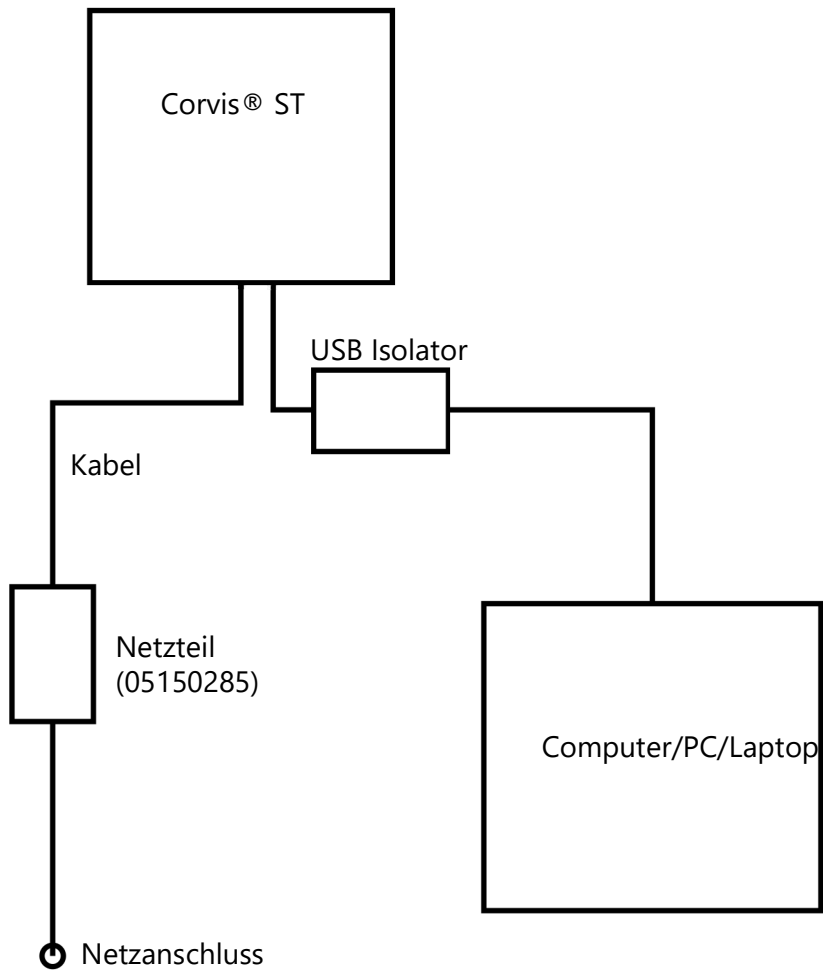 Corvis® ST
USB Isolator
Kabel
Netzteil
(05150285)
Computer/PC/Laptop
Netzanschluss